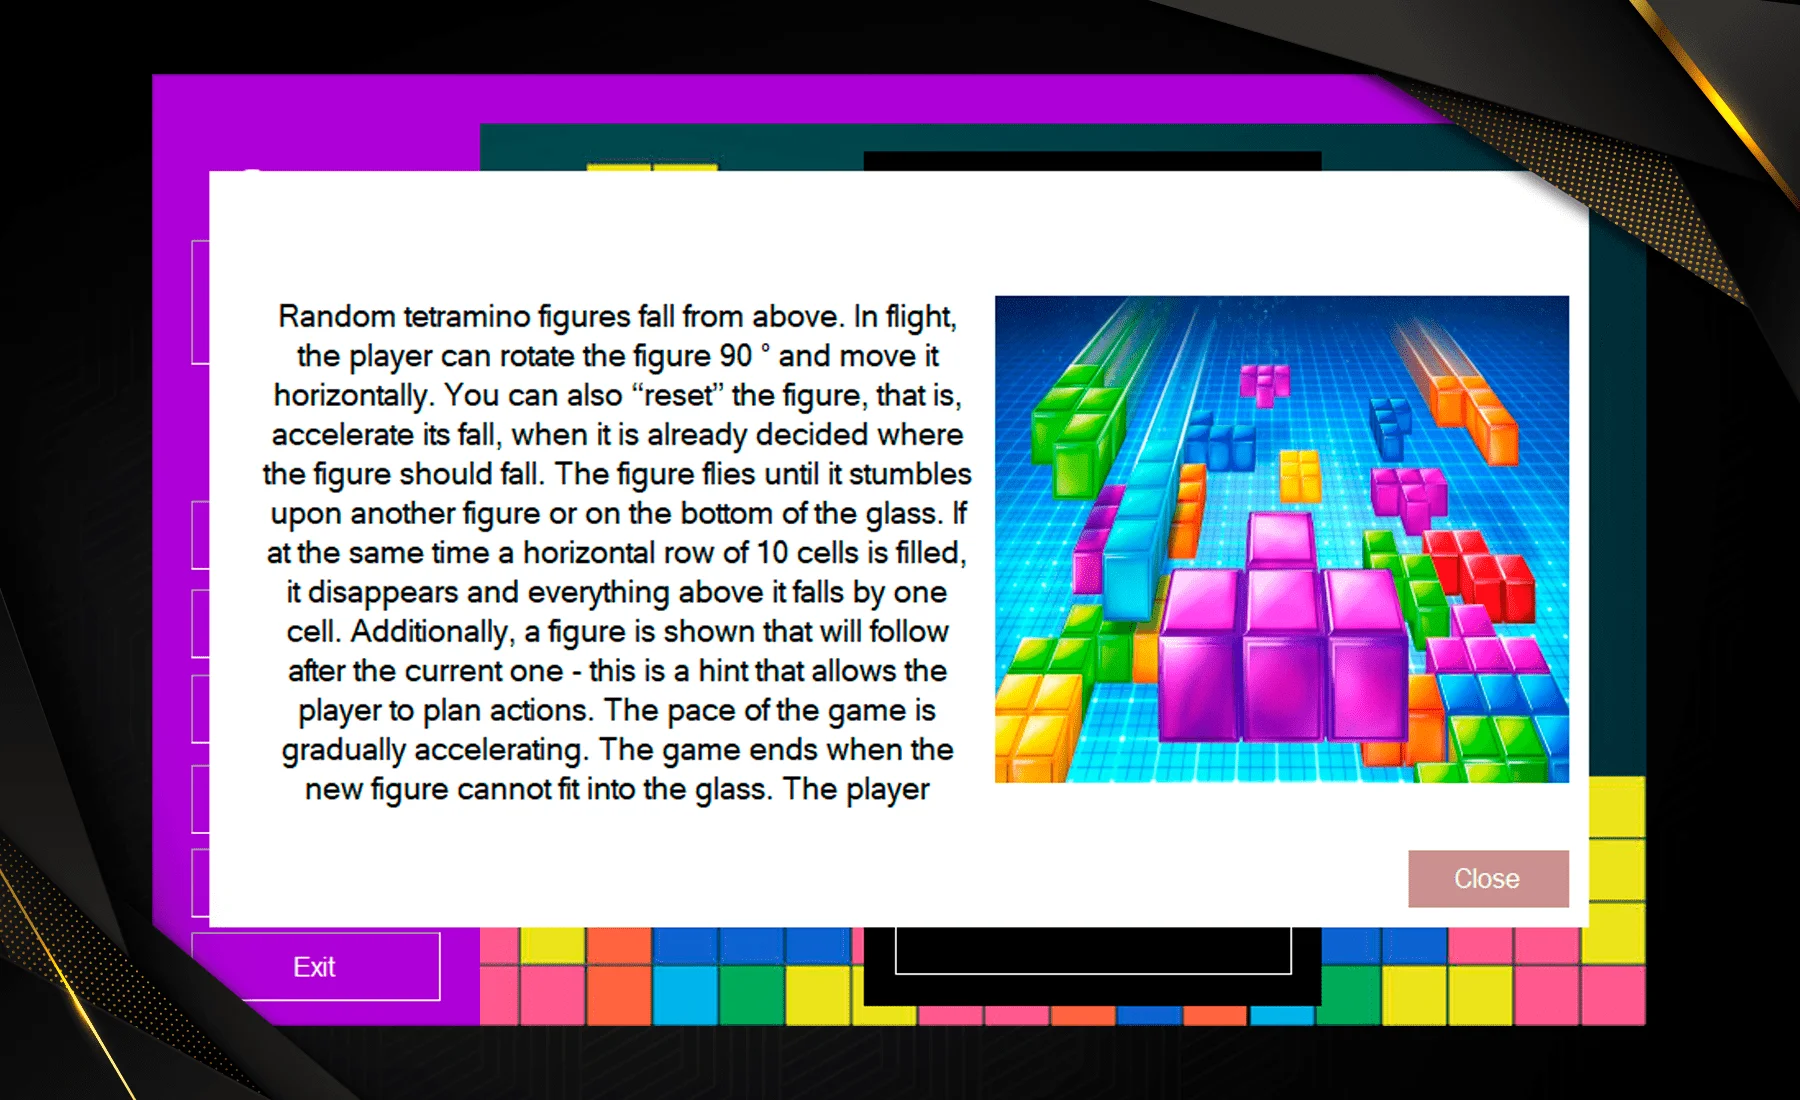 Random tetramino figures fall from above. In flight,
the player can rotate the figure 90 ° and move it
horizontally. You can also “reset” the figure, that is,
accelerate its fall, when it is already decided where
the figure should fall. The figure flies until it stumbles
upon another figure or on the bottom of the glass. If
at the same time a horizontal row of 10 cells is filled,
it disappears and everything above it falls by one
cell. Additionally, a figure is shown that will follow
after the current one - this is a hint that allows the
player to plan actions. The pace of the game is
gradually accelerating. The game ends when the
new figure cannot fit into the glass. The player
Close
Exit